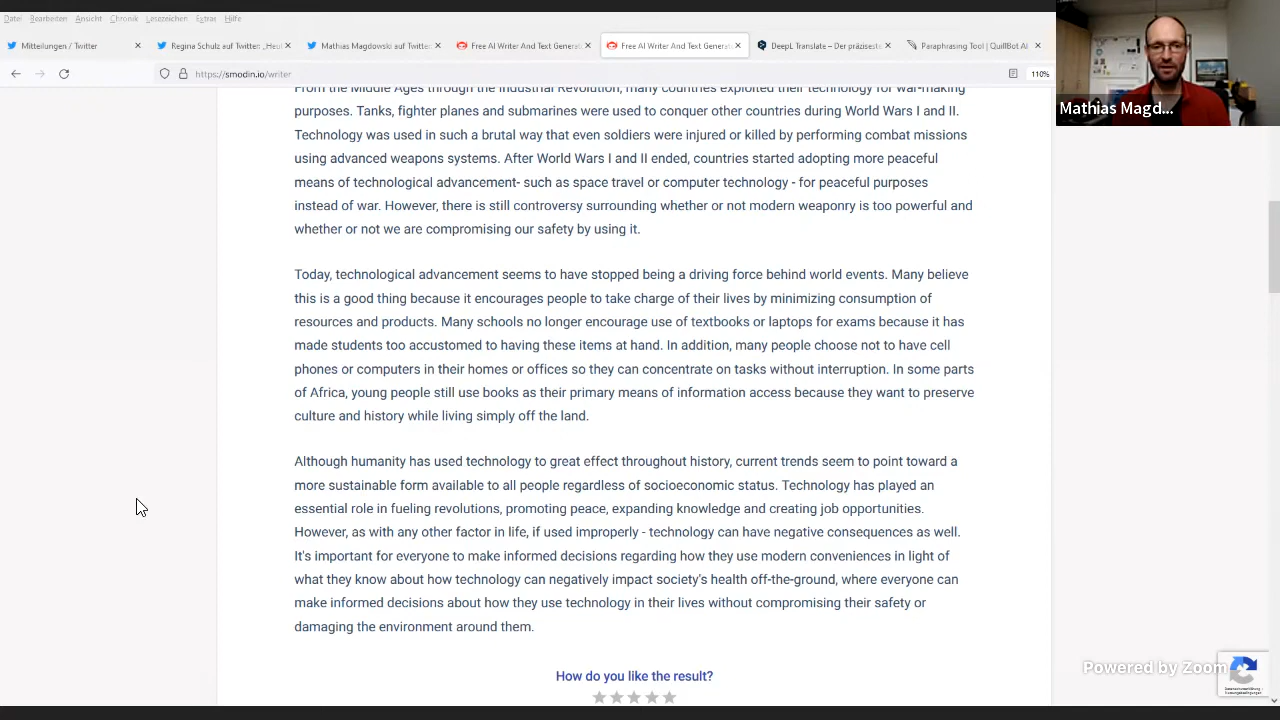 Datei Bearbeiten Ansicht Chronik Lesezeichen Extras Hilfe
Mitteilungen / Twitter × Regina Schulz auf Twitter: „Heu × Mathias Magdowski auf Twitter: × Free AI Writer And Text Generat × Free AI Writer And Text Generat × DeepL Translate – Der präziseste × Paraphrasing Tool | QuillBot AI ×
https://smodin.io/writer 110%
Mathias Magd...
From the Middle Ages through the Industrial Revolution, many countries exploited their technology for war-making
purposes. Tanks, fighter planes and submarines were used to conquer other countries during World Wars I and II.
Technology was used in such a brutal way that even soldiers were injured or killed by performing combat missions
using advanced weapons systems. After World Wars I and II ended, countries started adopting more peaceful
means of technological advancement- such as space travel or computer technology - for peaceful purposes
instead of war. However, there is still controversy surrounding whether or not modern weaponry is too powerful and
whether or not we are compromising our safety by using it.
Today, technological advancement seems to have stopped being a driving force behind world events. Many believe
this is a good thing because it encourages people to take charge of their lives by minimizing consumption of
resources and products. Many schools no longer encourage use of textbooks or laptops for exams because it has
made students too accustomed to having these items at hand. In addition, many people choose not to have cell
phones or computers in their homes or offices so they can concentrate on tasks without interruption. In some parts
of Africa, young people still use books as their primary means of information access because they want to preserve
culture and history while living simply off the land.
Although humanity has used technology to great effect throughout history, current trends seem to point toward a
more sustainable form available to all people regardless of socioeconomic status. Technology has played an
essential role in fueling revolutions, promoting peace, expanding knowledge and creating job opportunities.
However, as with any other factor in life, if used improperly - technology can have negative consequences as well.
It's important for everyone to make informed decisions regarding how they use modern conveniences in light of
what they know about how technology can negatively impact society's health off-the-ground, where everyone can
make informed decisions about how they use technology in their lives without compromising their safety or
damaging the environment around them.
How do you like the result?
Powered by Zoom